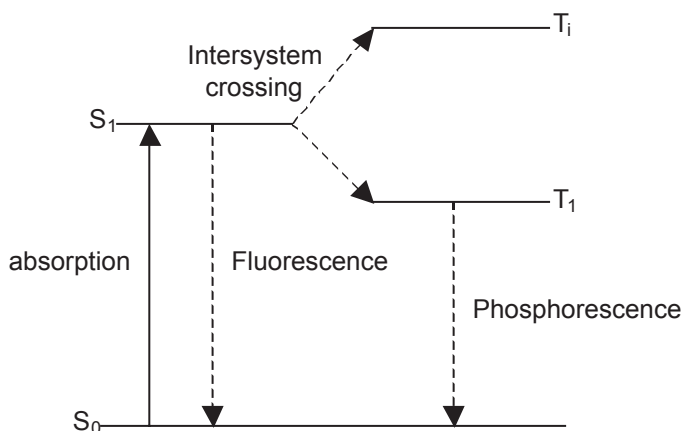 Ti
Intersystem
crossing
S1
T1
absorption
Fluorescence
Phosphorescence
S0